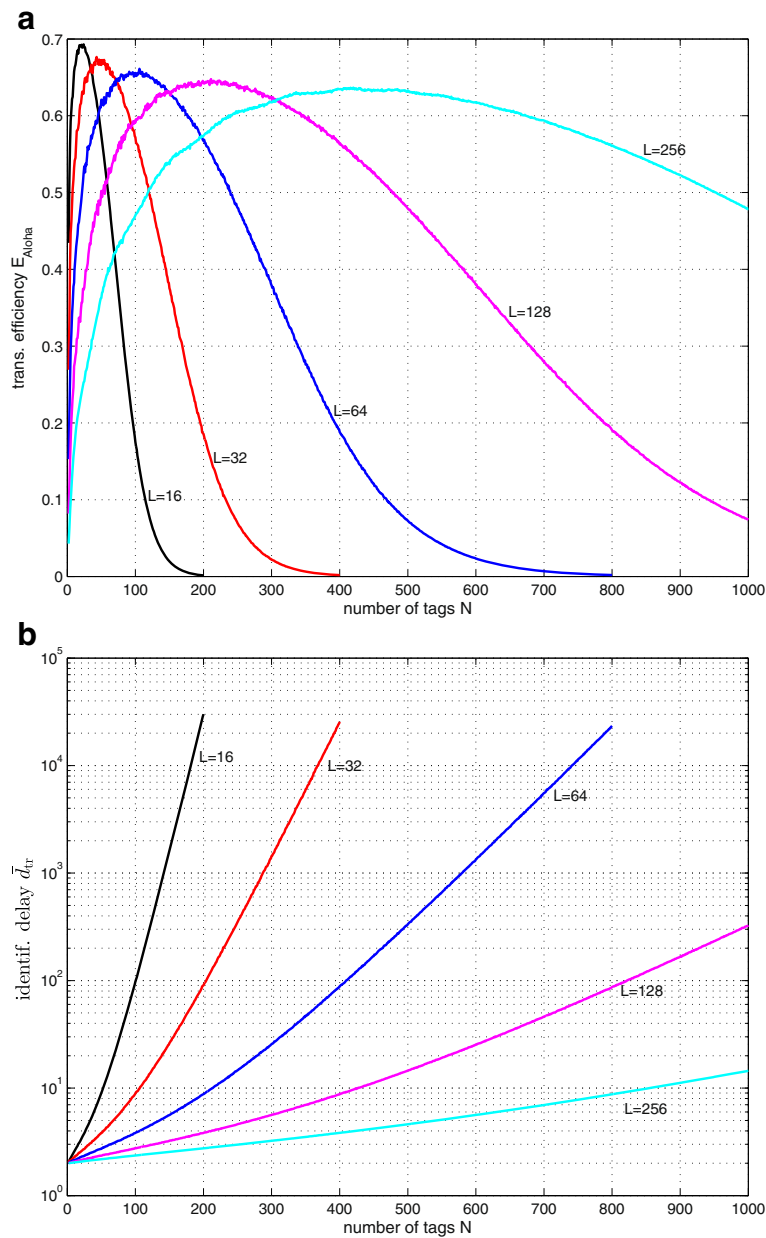 a
0.7
0.6
0.5
0.4
0.3
0.2
0.1
0
trans. efficiency E_Aloha
L=256
L=128
L=64
L=32
L=16
0 100 200 300 400 500 600 700 800 900 1000
number of tags N
b
10^5
10^4
10^3
10^2
10^1
10^0
identif. delay d̄_tr
L=16
L=32
L=64
L=128
L=256
0 100 200 300 400 500 600 700 800 900 1000
number of tags N